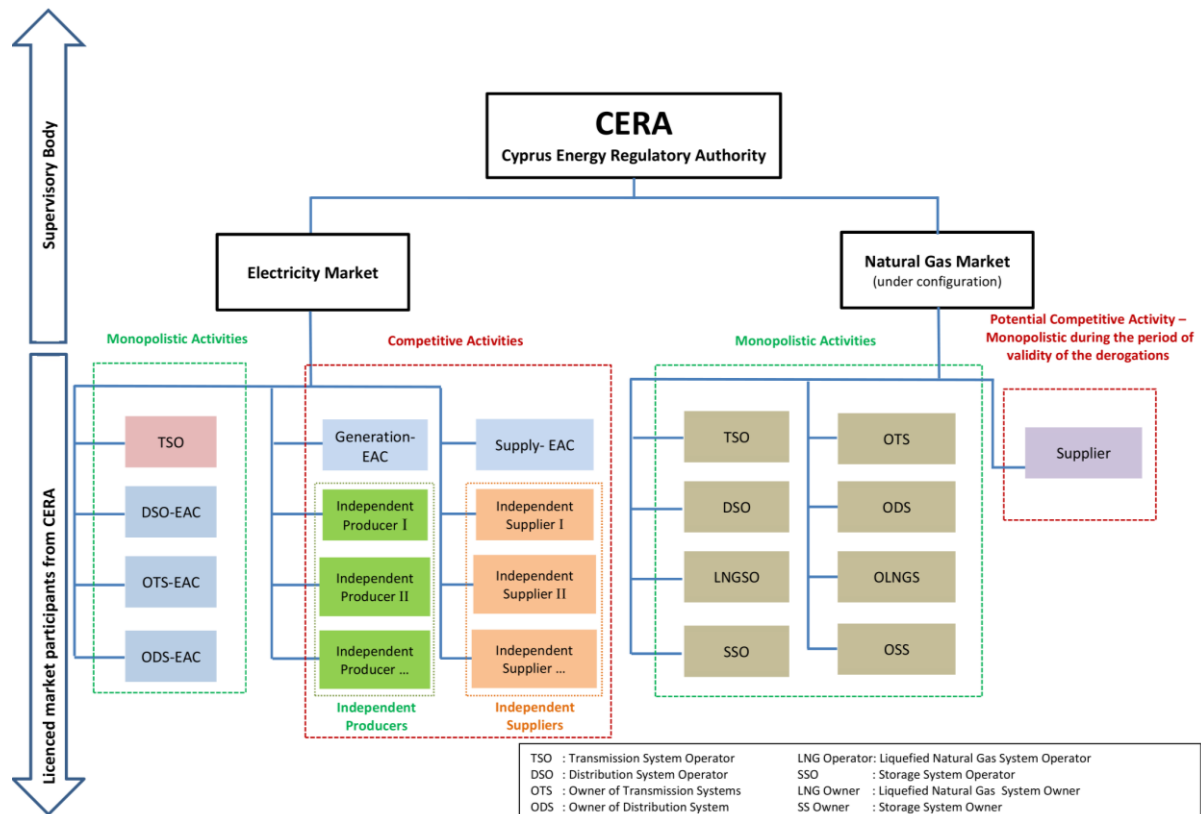 Supervisory Body
Licenced market participants from CERA
CERA
Cyprus Energy Regulatory Authority
Electricity Market
Natural Gas Market
(under configuration)
Monopolistic Activities
Competitive Activities
Monopolistic Activities
Potential Competitive Activity –
Monopolistic during the period of
validity of the derogations
TSO
DSO-EAC
OTS-EAC
ODS-EAC
Generation-
EAC
Independent
Producer I
Independent
Producer II
Independent
Producer ...
Independent
Producers
Supply- EAC
Independent
Supplier I
Independent
Supplier II
Independent
Supplier ...
Independent
Suppliers
TSO
DSO
LNGSO
SSO
OTS
ODS
OLNGS
OSS
Supplier
TSO : Transmission System Operator
DSO : Distribution System Operator
OTS : Owner of Transmission Systems
ODS : Owner of Distribution System
LNG Operator: Liquefied Natural Gas System Operator
SSO : Storage System Operator
LNG Owner : Liquefied Natural Gas System Owner
SS Owner : Storage System Owner